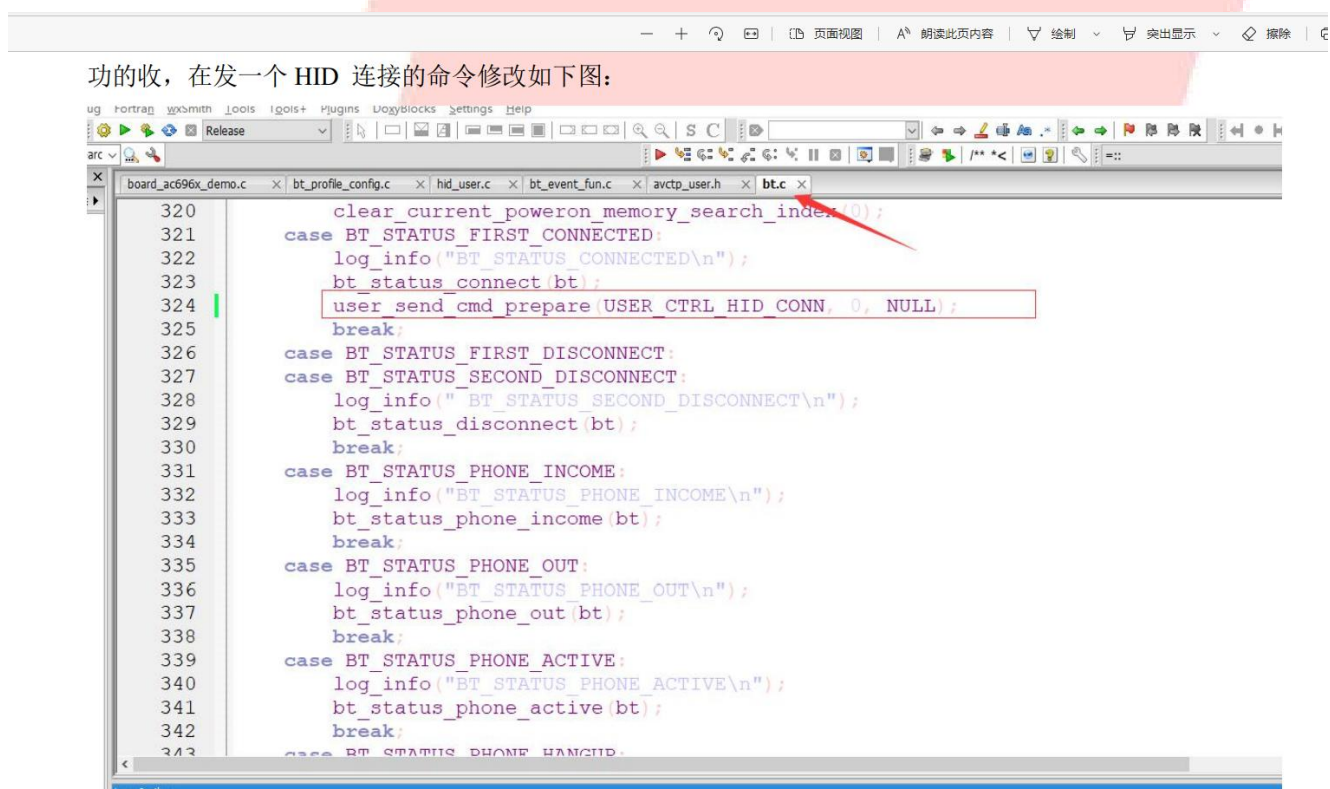 页面视图 朗读此页内容 绘制 突出显示 擦除
功的收，在发一个 HID 连接的命令修改如下图：
ug Fortran wxSmith Tools Tools+ Plugins DoxyBlocks Settings Help
Release S C /** *<
arc =::
board_ac696x_demo.c bt_profile_config.c hid_user.c bt_event_fun.c avctp_user.h bt.c
320 clear_current_poweron_memory_search_index(0);
321 case BT_STATUS_FIRST_CONNECTED:
322 log_info("BT_STATUS_CONNECTED\n");
323 bt_status_connect(bt);
324 user_send_cmd_prepare(USER_CTRL_HID_CONN, 0, NULL);
325 break;
326 case BT_STATUS_FIRST_DISCONNECT:
327 case BT_STATUS_SECOND_DISCONNECT:
328 log_info(" BT_STATUS_SECOND_DISCONNECT\n");
329 bt_status_disconnect(bt);
330 break;
331 case BT_STATUS_PHONE_INCOME:
332 log_info("BT_STATUS_PHONE_INCOME\n");
333 bt_status_phone_income(bt);
334 break;
335 case BT_STATUS_PHONE_OUT:
336 log_info("BT_STATUS_PHONE_OUT\n");
337 bt_status_phone_out(bt);
338 break;
339 case BT_STATUS_PHONE_ACTIVE:
340 log_info("BT_STATUS_PHONE_ACTIVE\n");
341 bt_status_phone_active(bt);
342 break;
343 case BT_STATUS_PHONE_HANGUP: